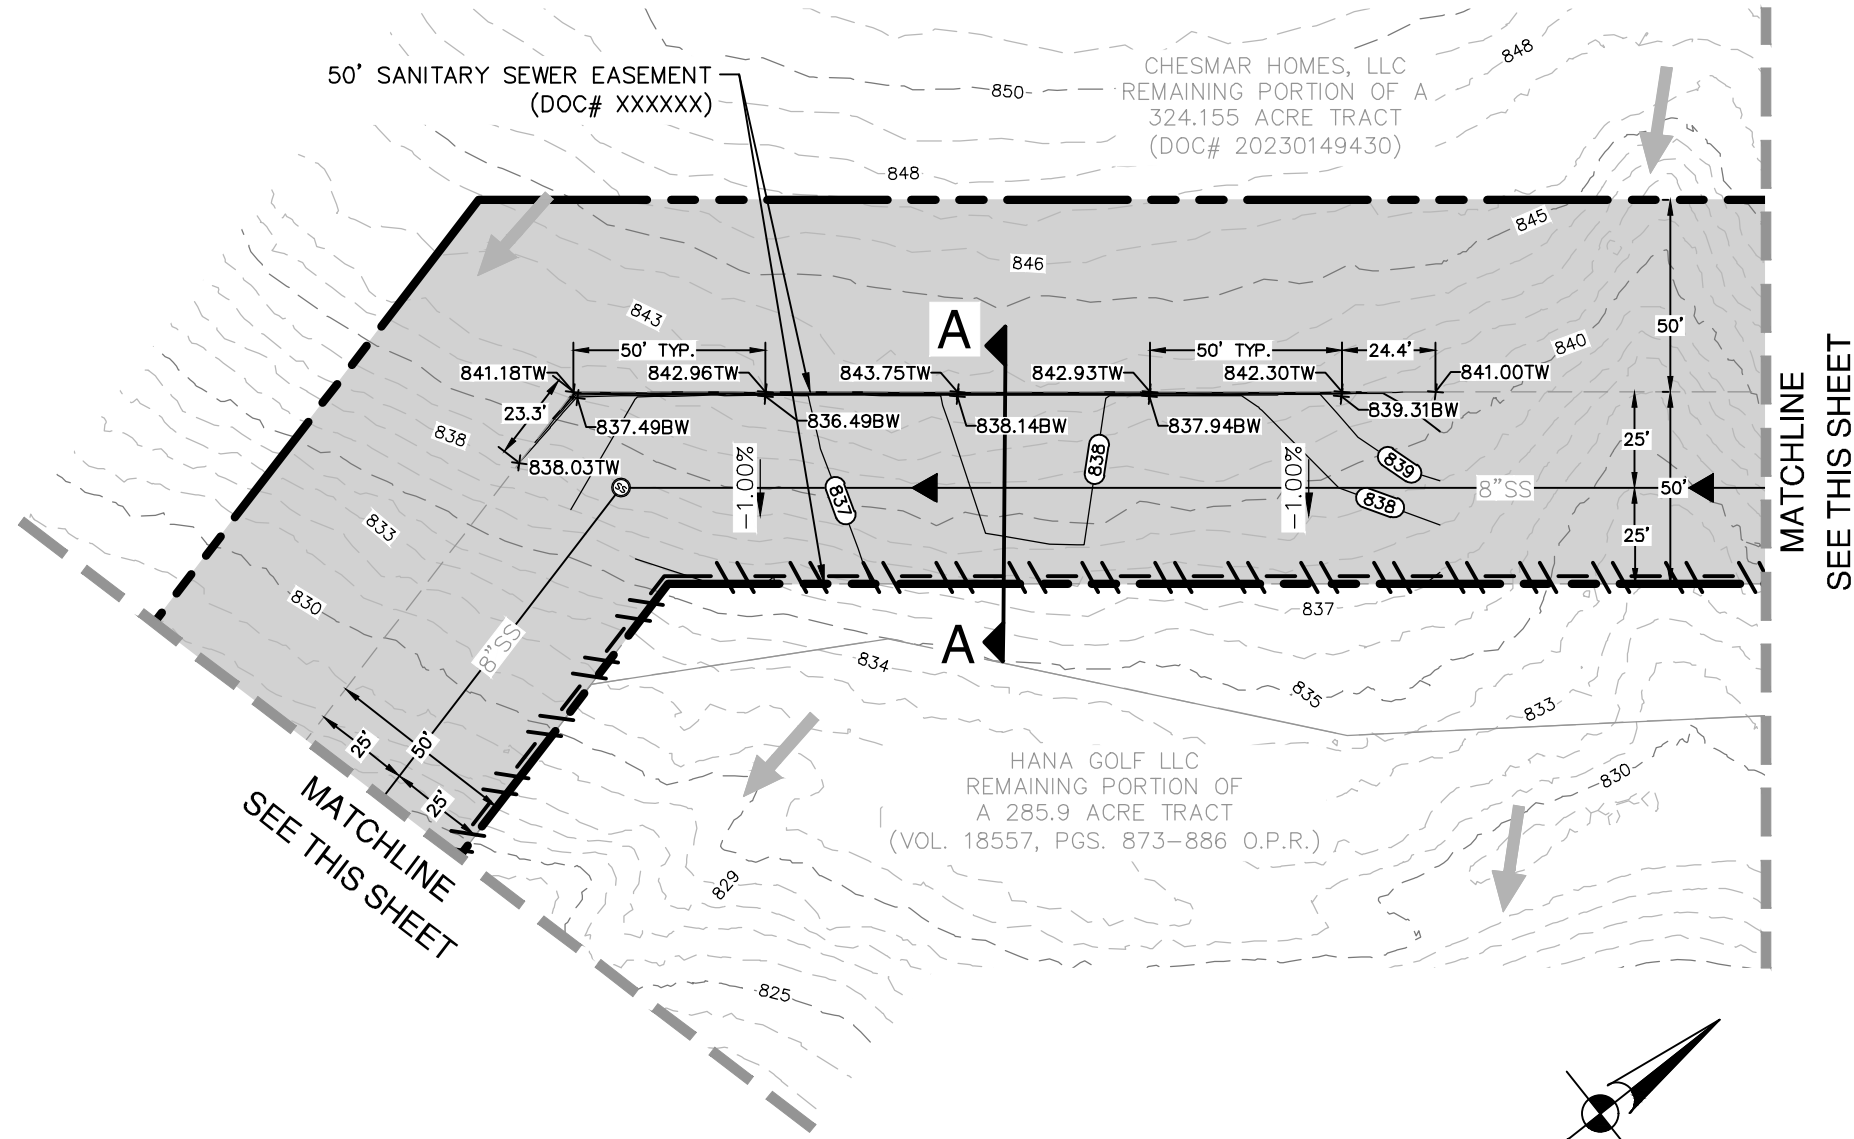 848
50' SANITARY SEWER EASEMENT
(DOC# XXXXXX)
850
CHESMAR HOMES, LLC
REMAINING PORTION OF A
324.155 ACRE TRACT
(DOC# 20230149430)
848
845
846
843
A
50'
840
50' TYP.
50' TYP.
24.4'
841.18TW
842.96TW
843.75TW
842.93TW
842.30TW
841.00TW
23.3'
837.49BW
836.49BW
838.14BW
837.94BW
839.31BW
838
838.03TW
25'
838
839
-1.00%
-1.00%
SS
837
838
8"SS
50'
25'
833
MATCHLINE
SEE THIS SHEET
830
837
8"SS
A
834
835
833
25'
50'
25'
MATCHLINE
SEE THIS SHEET
HANA GOLF LLC
REMAINING PORTION OF
A 285.9 ACRE TRACT
(VOL. 18557, PGS. 873-886 O.P.R.)
830
829
825